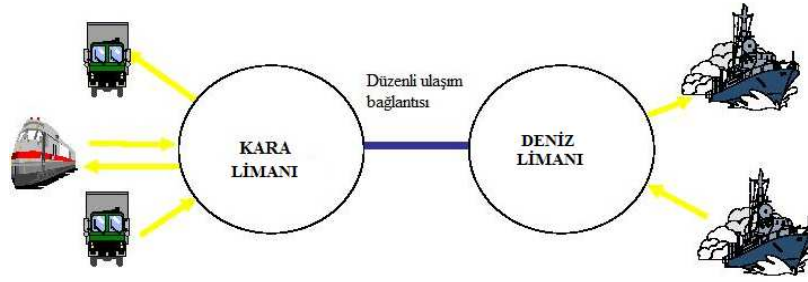 Düzenli ulaşım
bağlantısı
KARA
LİMANI
DENİZ
LİMANI